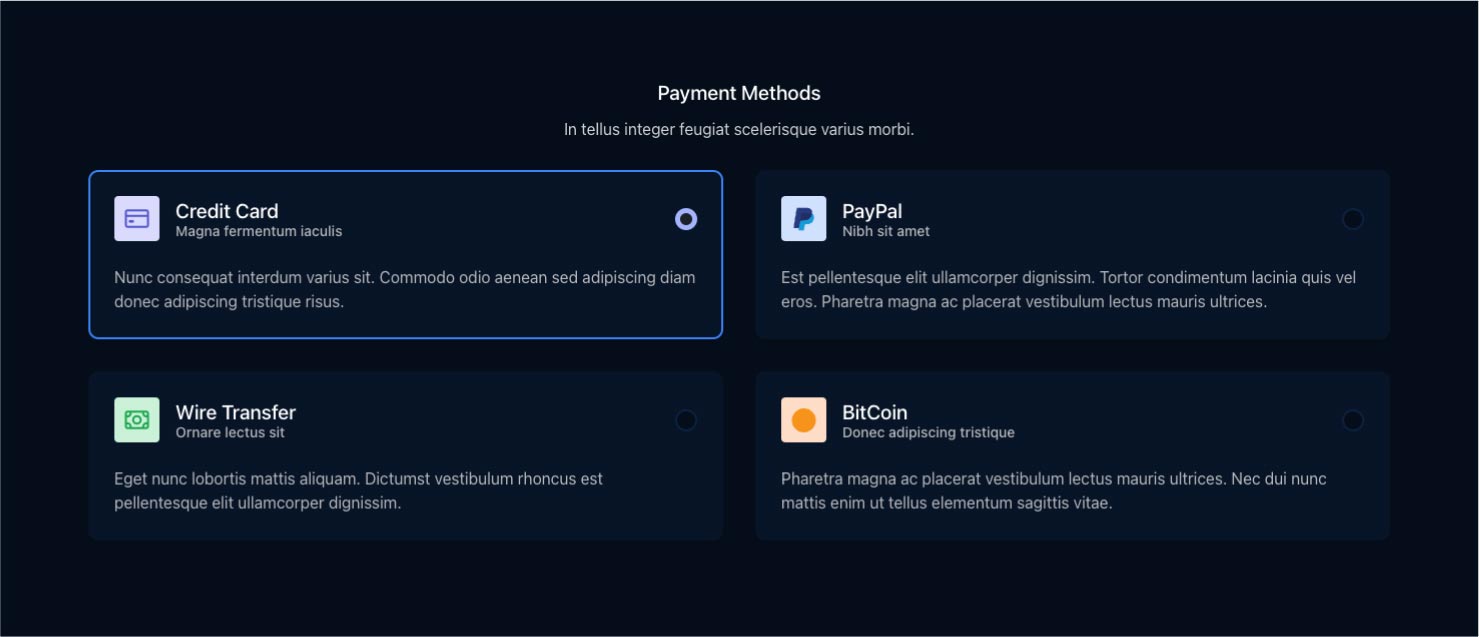 Payment Methods
In tellus integer feugiat scelerisque varius morbi.
Credit Card
Magna fermentum iaculis
Nunc consequat interdum varius sit. Commodo odio aenean sed adipiscing diam
donec adipiscing tristique risus.
PayPal
Nibh sit amet
Est pellentesque elit ullamcorper dignissim. Tortor condimentum lacinia quis vel
eros. Pharetra magna ac placerat vestibulum lectus mauris ultrices.
Wire Transfer
Ornare lectus sit
Eget nunc lobortis mattis aliquam. Dictumst vestibulum rhoncus est
pellentesque elit ullamcorper dignissim.
BitCoin
Donec adipiscing tristique
Pharetra magna ac placerat vestibulum lectus mauris ultrices. Nec dui nunc
mattis enim ut tellus elementum sagittis vitae.